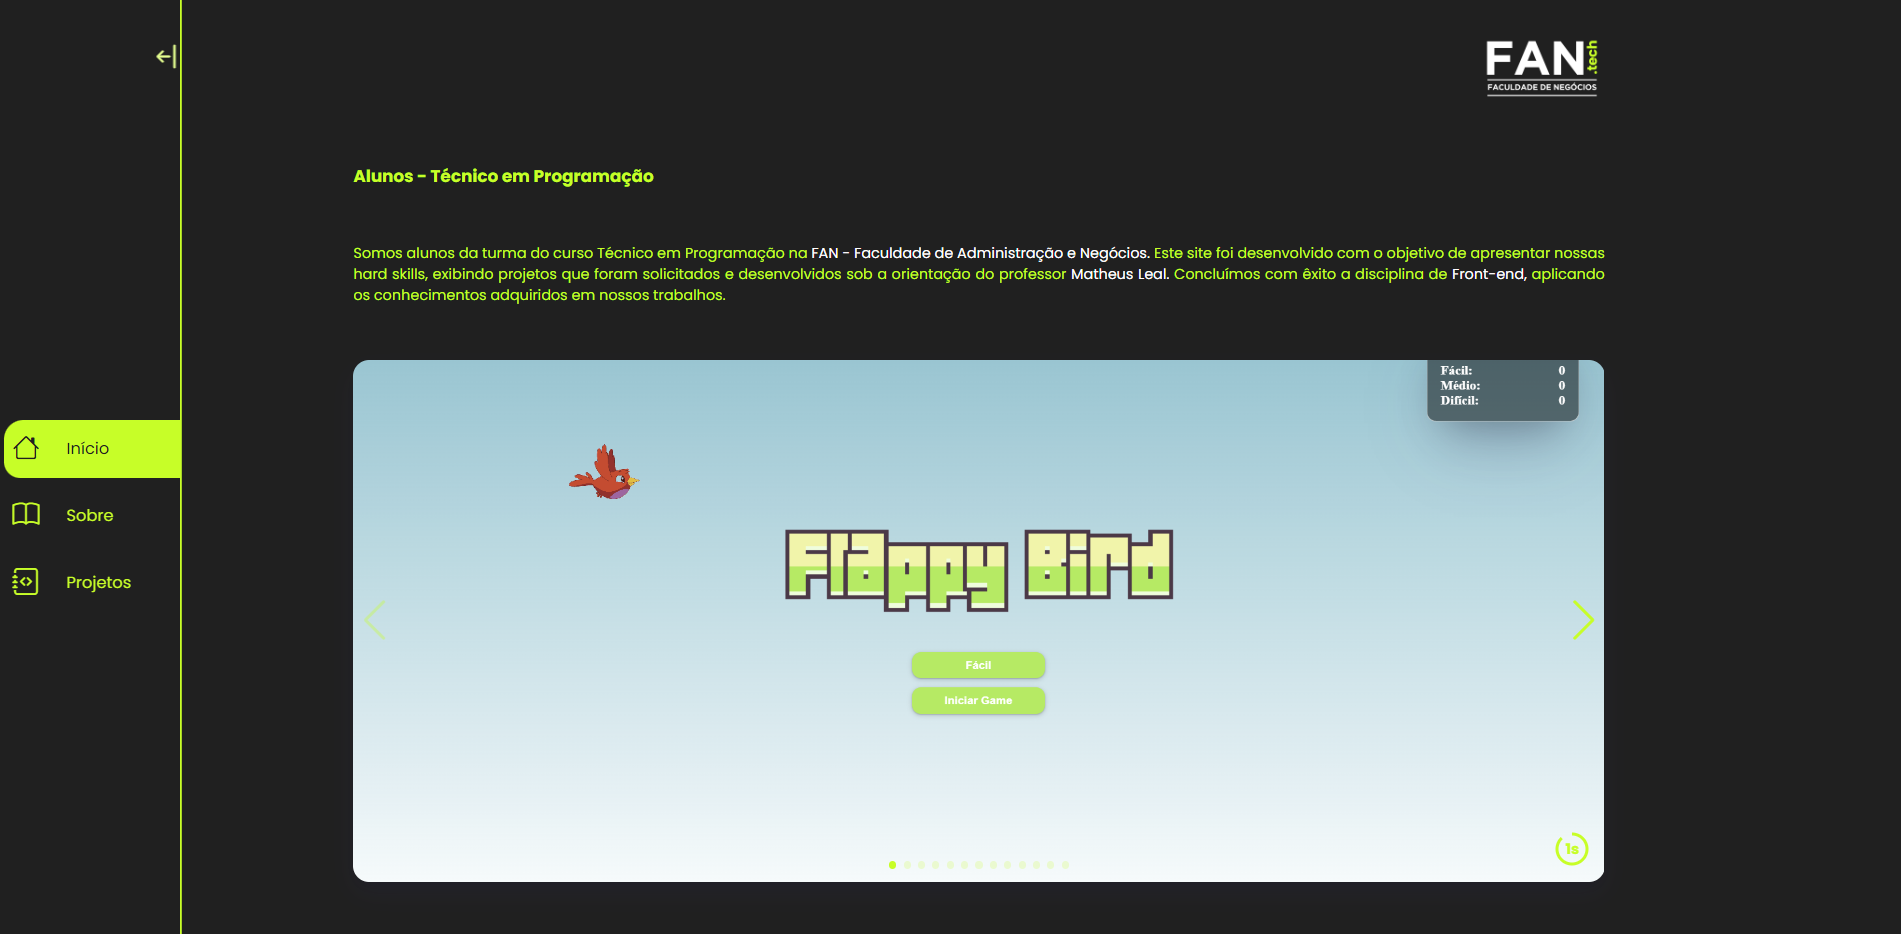 FAN.tech
FACULDADE DE NEGÓCIOS
Alunos - Técnico em Programação
Somos alunos da turma do curso Técnico em Programação na FAN - Faculdade de Administração e Negócios. Este site foi desenvolvido com o objetivo de apresentar nossas
hard skills, exibindo projetos que foram solicitados e desenvolvidos sob a orientação do professor Matheus Leal. Concluímos com êxito a disciplina de Front-end, aplicando
os conhecimentos adquiridos em nossos trabalhos.
Início
Sobre
Projetos
Fácil: 0
Médio: 0
Difícil: 0
Flappy Bird
Fácil
Iniciar Game
1s